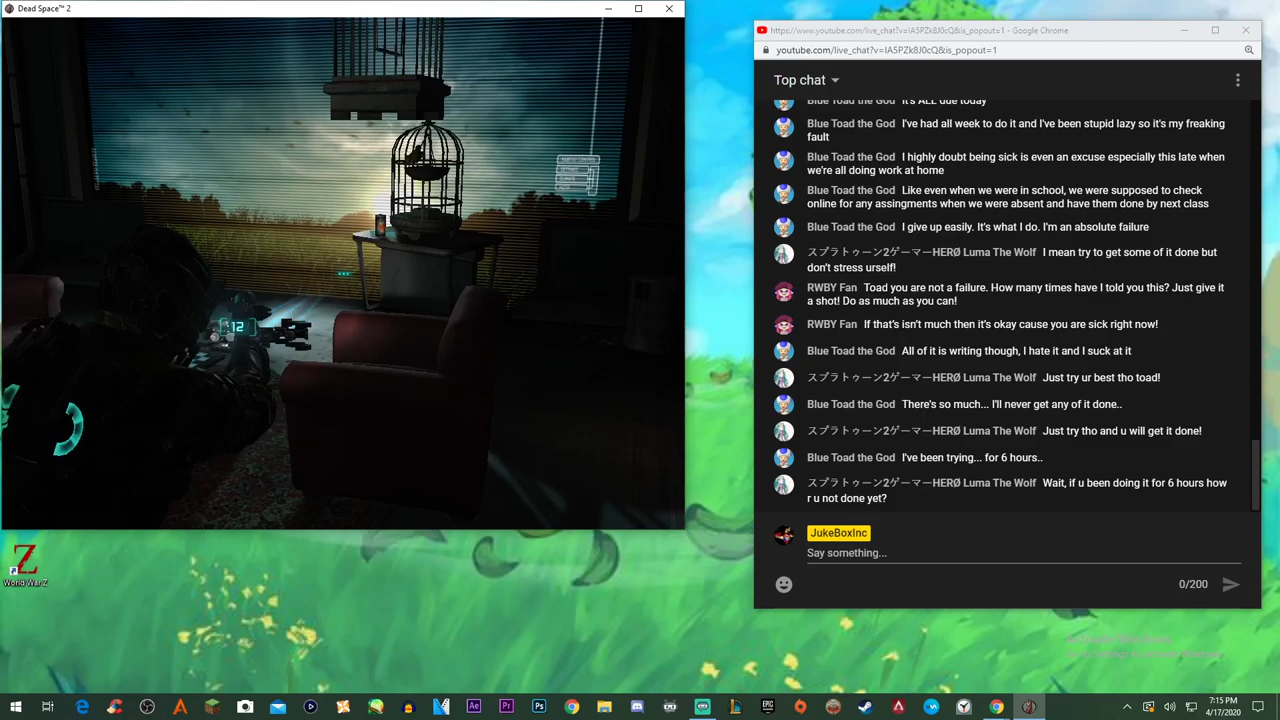 Dead Space™ 2
HABITAT CONTROL
12
World War Z
https://www.youtube.com/live_chat?v=IA5PZk8J0cQ&is_popout=1 - Google Chrome
youtube.com/live_chat?v=IA5PZk8J0cQ&is_popout=1
Top chat
Blue Toad the God It's ALL due today
Blue Toad the God I've had all week to do it and I've been stupid lazy so it's my freaking
fault
Blue Toad the God I highly doubt being sick is an excuse especially this late when
we're all doing work at home
Blue Toad the God Like even when we were in school, we were supposed to check
online for any assingments when we were absent and have them done by next class
Blue Toad the God I give up easily, it's what I do. I'm an absolute failure
スプラトゥーン2ゲーマーHERØ Luma The Wolf I mean try to do some of it tho but
don't stress urself!
RWBY Fan Toad you are not a failure. How many times have I told you this? Just give it
a shot! Do as much as you can!
RWBY Fan If that's isn't much then it's okay cause you are sick right now!
Blue Toad the God All of it is writing though, I hate it and I suck at it
スプラトゥーン2ゲーマーHERØ Luma The Wolf Just try ur best tho toad!
Blue Toad the God There's so much... I'll never get any of it done..
スプラトゥーン2ゲーマーHERØ Luma The Wolf Just try tho and u will get it done!
Blue Toad the God I've been trying... for 6 hours..
スプラトゥーン2ゲーマーHERØ Luma The Wolf Wait, if u been doing it for 6 hours how
r u not done yet?
JukeBoxInc
Say something...
0/200
Activate Windows
Ae
Pr
Ps
EPIC
7:15 PM
4/17/2020